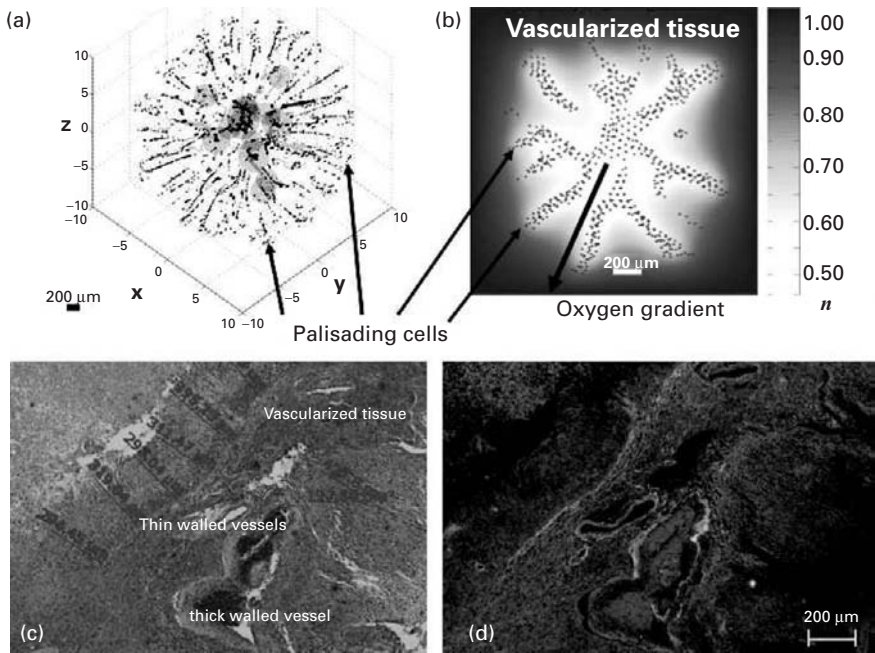 (a)
10
5
z
0
−5
−10
−10
−5
0
x
5
10
−10
−5
0
y
5
10
200 μm
(b)
Vascularized tissue
200 μm
1.00
0.90
0.80
0.70
0.60
0.50
n
Oxygen gradient
Palisading cells
Vascularized tissue
Thin walled vessels
thick walled vessel
(c)
(d)
200 μm